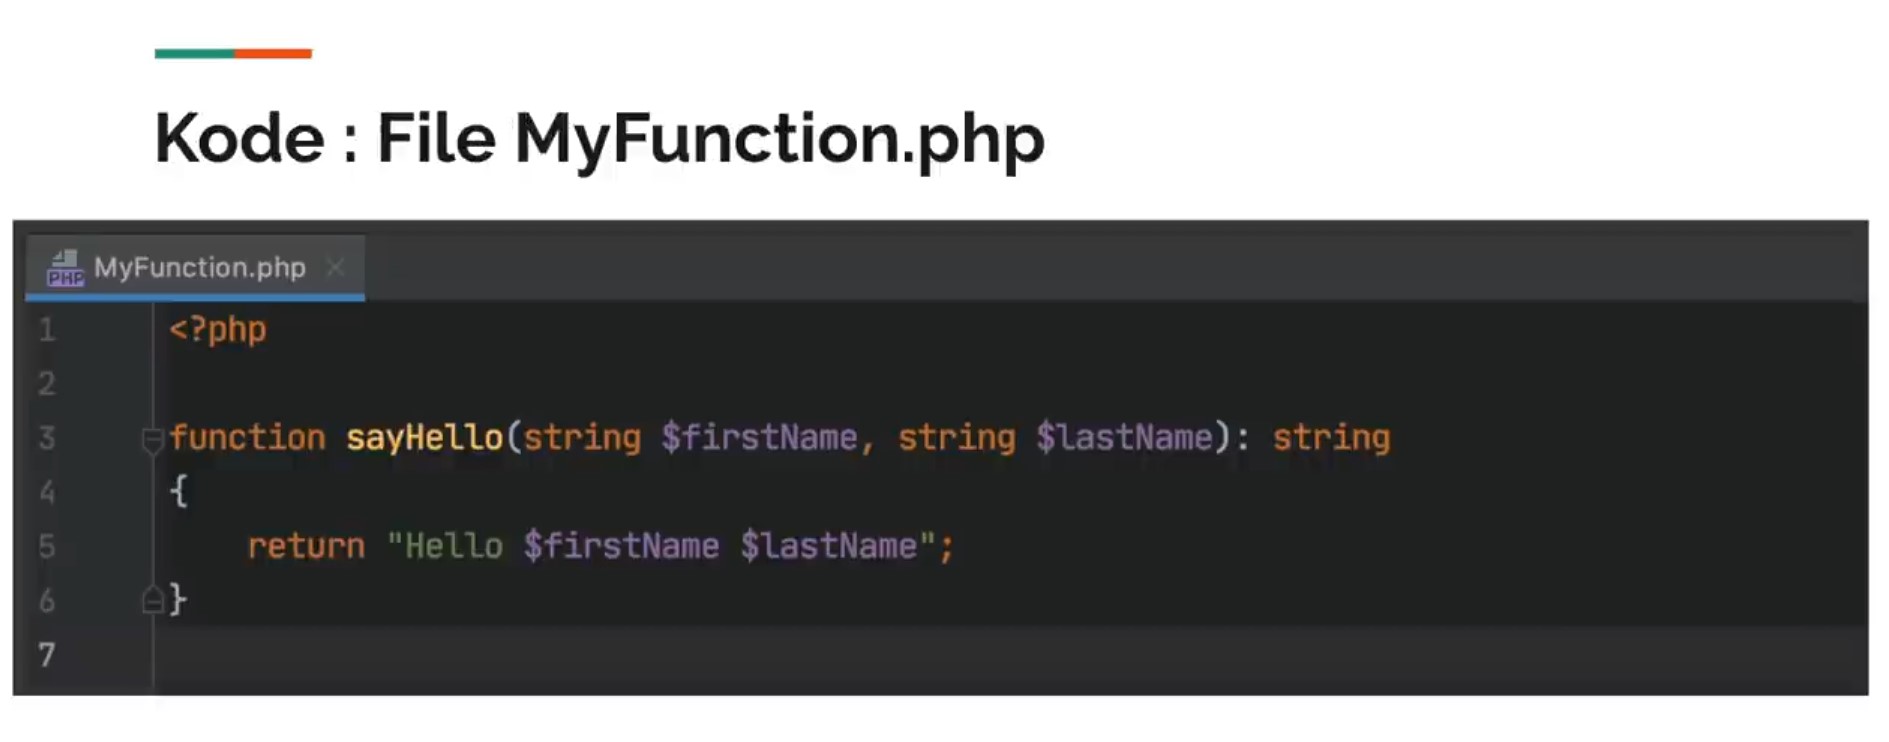 Kode : File MyFunction.php
PHP MyFunction.php
1 <?php
2
3 function sayHello(string $firstName, string $lastName): string
4 {
5     return "Hello $firstName $lastName";
6 }
7